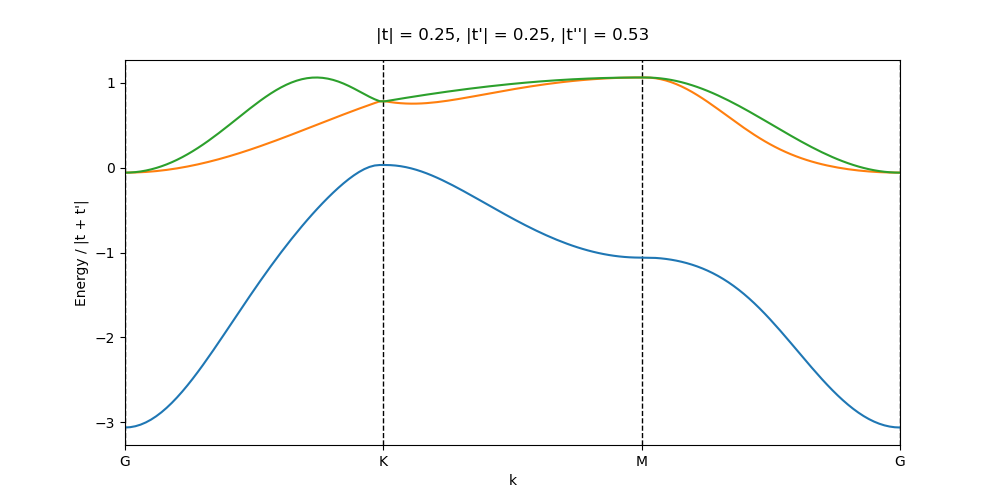 |t| = 0.25, |t'| = 0.25, |t''| = 0.53
Energy / |t + t'|
1
0
−1
−2
−3
G
K
M
G
k